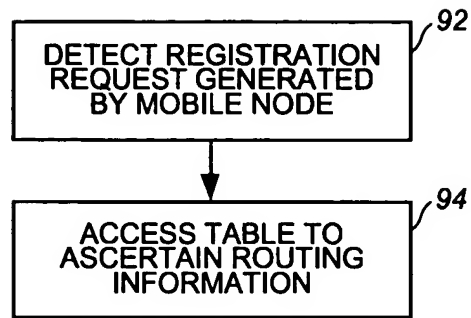 92
DETECT REGISTRATION
REQUEST GENERATED
BY MOBILE NODE
94
ACCESS TABLE TO
ASCERTAIN ROUTING
INFORMATION